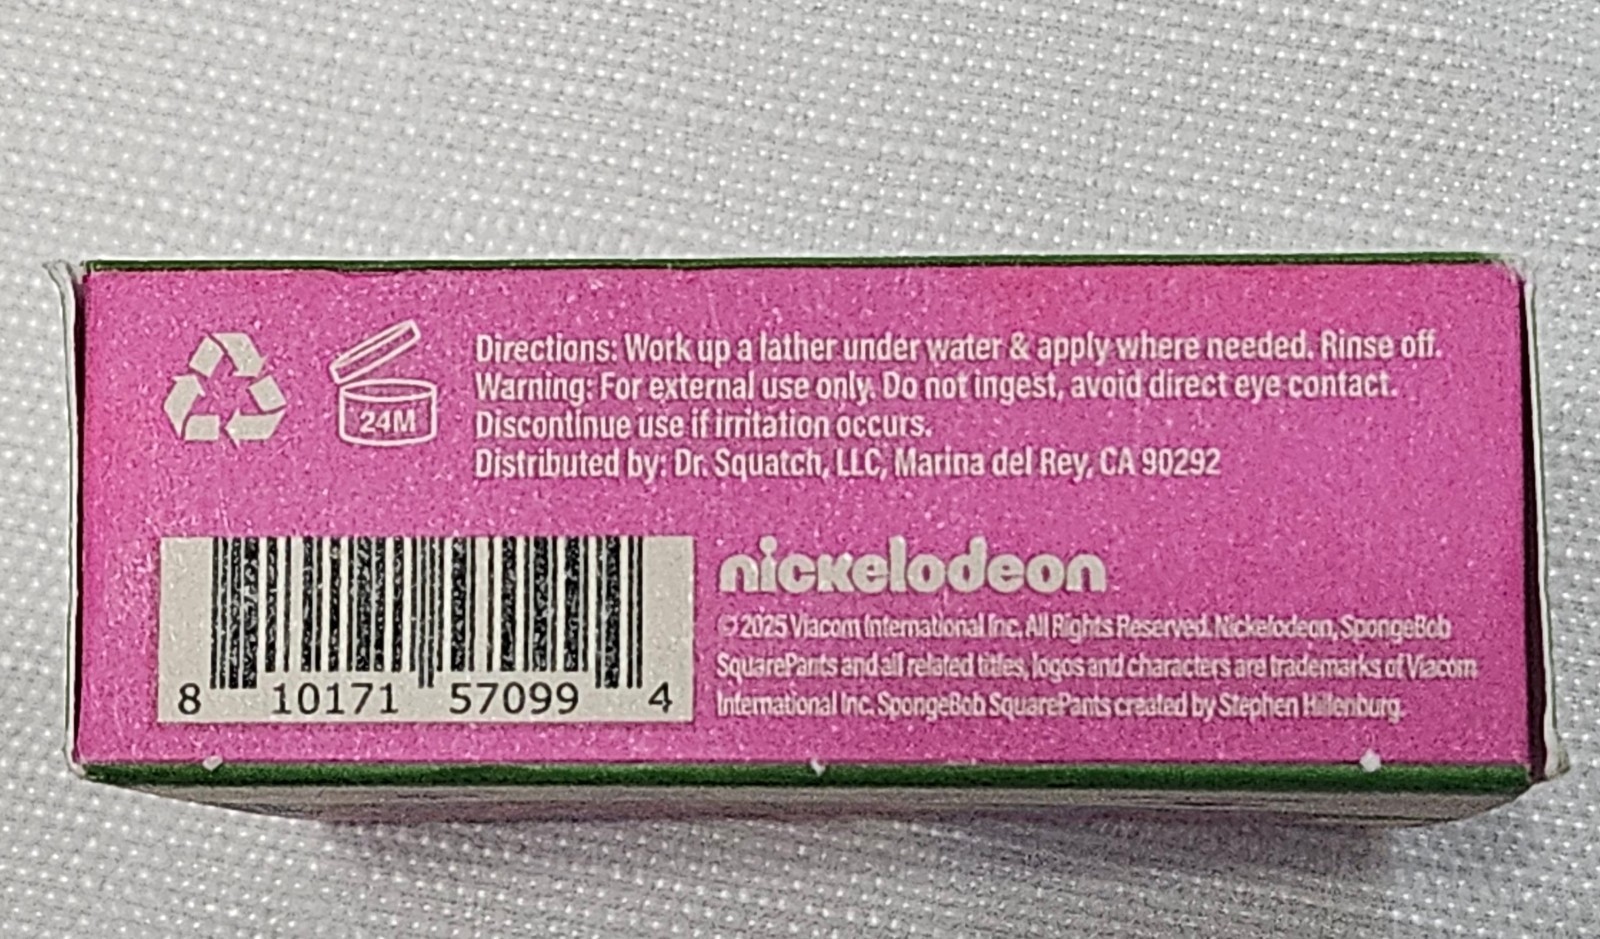 24M
Directions: Work up a lather under water & apply where needed. Rinse off.
Warning: For external use only. Do not ingest, avoid direct eye contact.
Discontinue use if irritation occurs.
Distributed by: Dr. Squatch, LLC, Marina del Rey, CA 90292
8 10171 57099 4
nickelodeon
© 2025 Viacom International Inc. All Rights Reserved. Nickelodeon, SpongeBob
SquarePants and all related titles, logos and characters are trademarks of Viacom
International Inc. SpongeBob SquarePants created by Stephen Hillenburg.